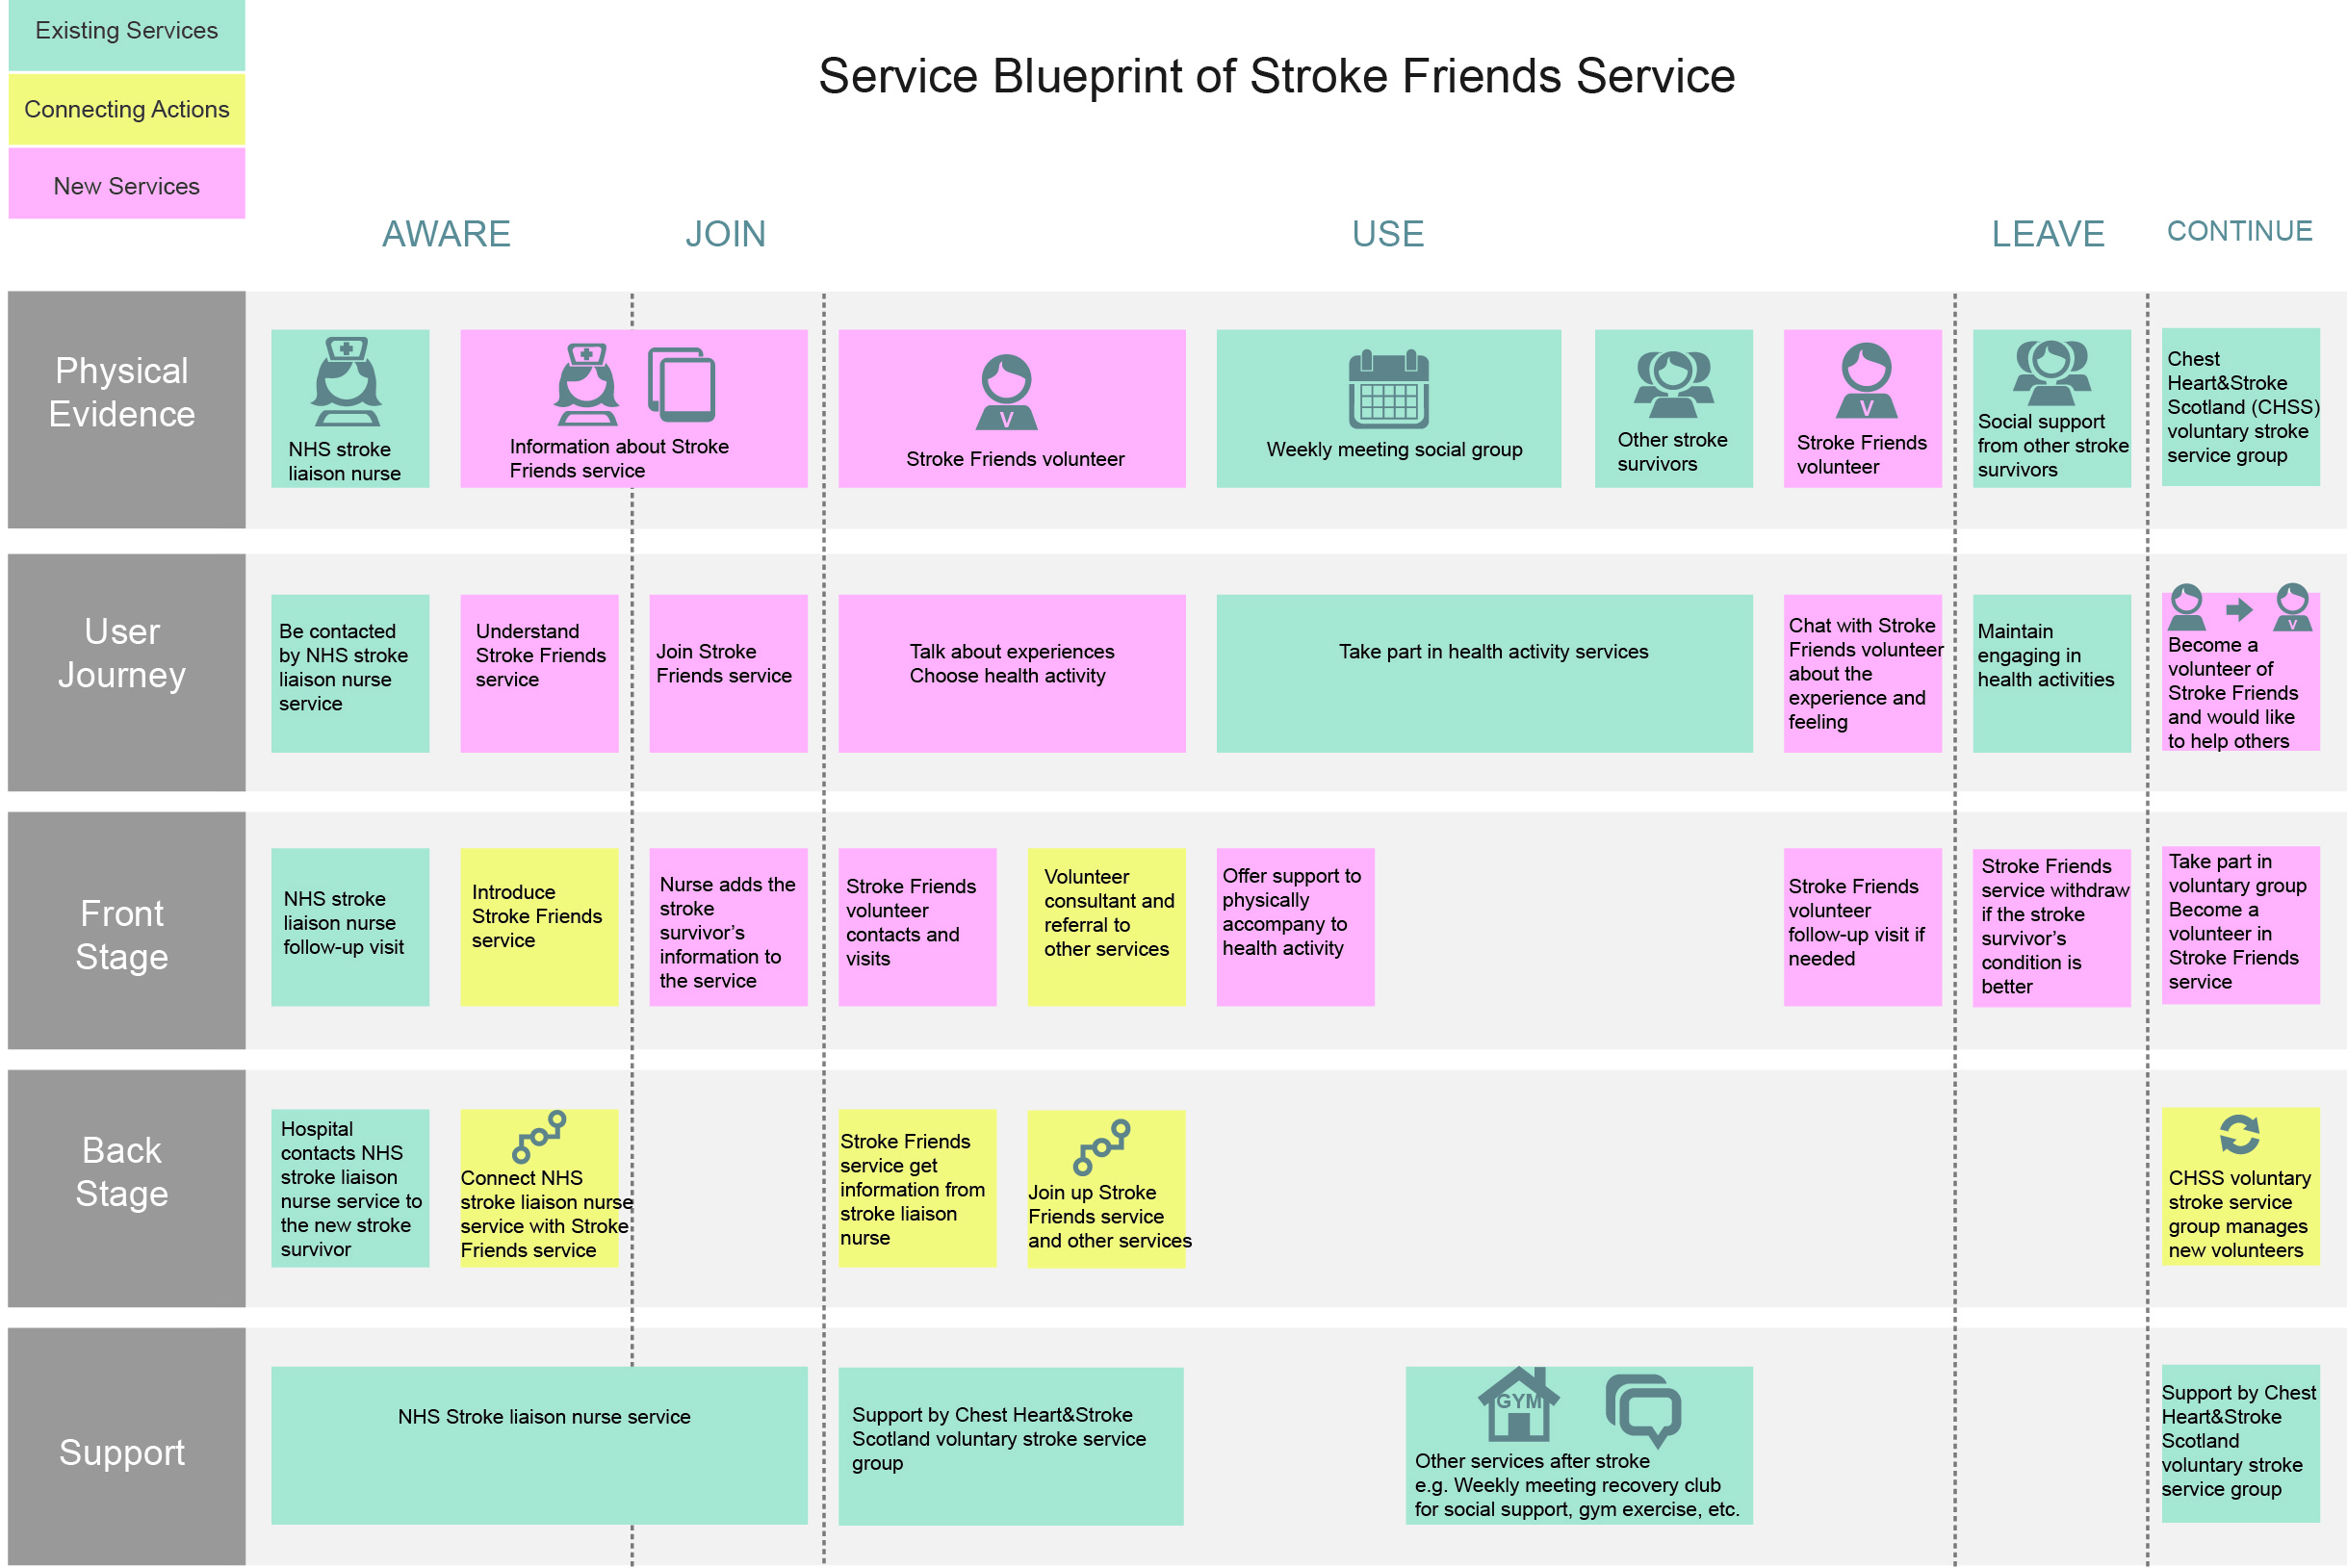 Existing Services
Connecting Actions
New Services
Service Blueprint of Stroke Friends Service
AWARE
JOIN
USE
LEAVE
CONTINUE
Physical
Evidence
NHS stroke
liaison nurse
Information about Stroke
Friends service
V
Stroke Friends volunteer
Weekly meeting social group
Other stroke
survivors
V
Stroke Friends
volunteer
Social support
from other stroke
survivors
Chest
Heart&Stroke
Scotland (CHSS)
voluntary stroke
service group
User
Journey
Be contacted
by NHS stroke
liaison nurse
service
Understand
Stroke Friends
service
Join Stroke
Friends service
Talk about experiences
Choose health activity
Take part in health activity services
Chat with Stroke
Friends volunteer
about the
experience and
feeling
Maintain
engaging in
health activities
V
Become a
volunteer of
Stroke Friends
and would like
to help others
Front
Stage
NHS stroke
liaison nurse
follow-up visit
Introduce
Stroke Friends
service
Nurse adds the
stroke
survivor’s
information to
the service
Stroke Friends
volunteer
contacts and
visits
Volunteer
consultant and
referral to
other services
Offer support to
physically
accompany to
health activity
Stroke Friends
volunteer
follow-up visit if
needed
Stroke Friends
service withdraw
if the stroke
survivor’s
condition is
better
Take part in
voluntary group
Become a
volunteer in
Stroke Friends
service
Back
Stage
Hospital
contacts NHS
stroke liaison
nurse service to
the new stroke
survivor
Connect NHS
stroke liaison nurse
service with Stroke
Friends service
Stroke Friends
service get
information from
stroke liaison
nurse
Join up Stroke
Friends service
and other services
CHSS voluntary
stroke service
group manages
new volunteers
Support
NHS Stroke liaison nurse service
Support by Chest Heart&Stroke
Scotland voluntary stroke service
group
GYM
Other services after stroke
e.g. Weekly meeting recovery club
for social support, gym exercise, etc.
Support by Chest
Heart&Stroke
Scotland
voluntary stroke
service group